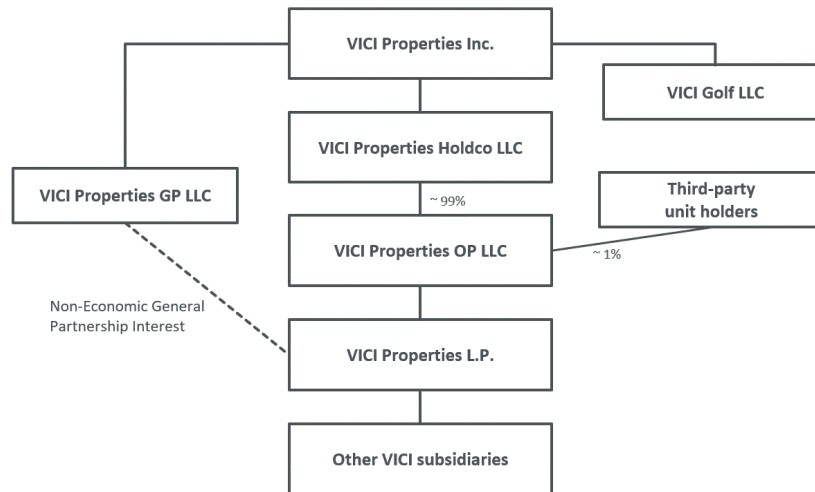 VICI Properties Inc.
VICI Golf LLC
VICI Properties Holdco LLC
VICI Properties GP LLC
Third-party
unit holders
~ 99%
VICI Properties OP LLC
~ 1%
Non-Economic General
Partnership Interest
VICI Properties L.P.
Other VICI subsidiaries